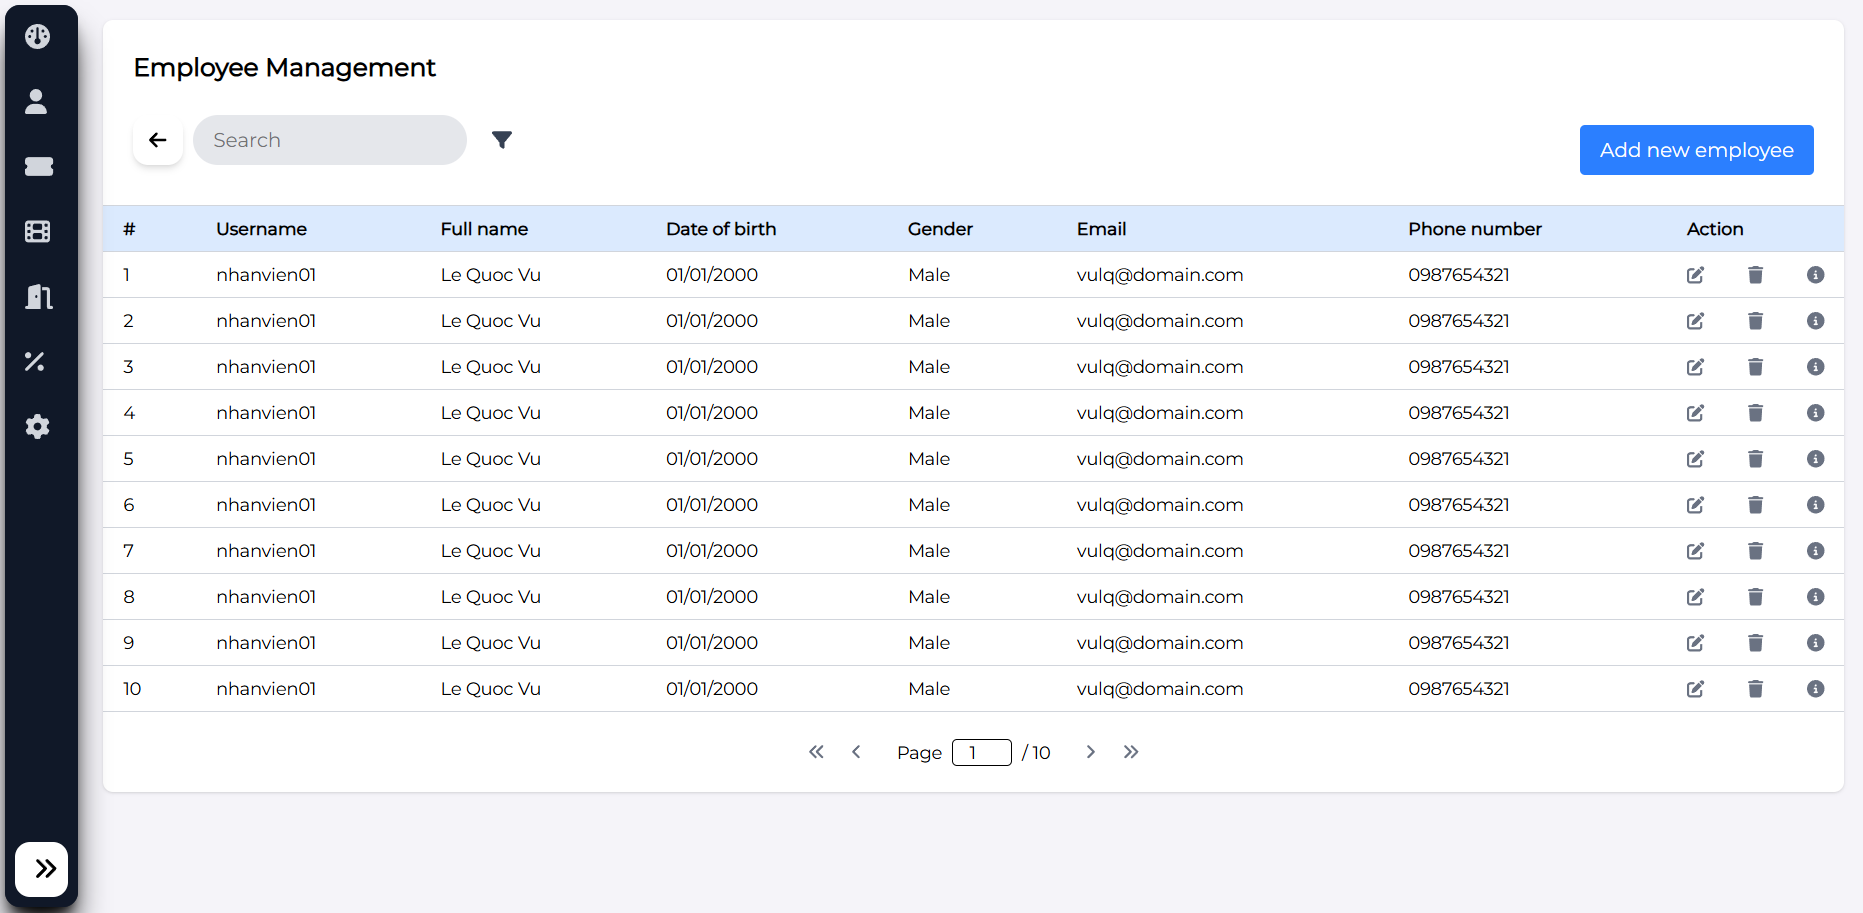 Employee Management
Search
Add new employee
# Username Full name Date of birth Gender Email Phone number Action
1 nhanvien01 Le Quoc Vu 01/01/2000 Male vulq@domain.com 0987654321
2 nhanvien01 Le Quoc Vu 01/01/2000 Male vulq@domain.com 0987654321
3 nhanvien01 Le Quoc Vu 01/01/2000 Male vulq@domain.com 0987654321
4 nhanvien01 Le Quoc Vu 01/01/2000 Male vulq@domain.com 0987654321
5 nhanvien01 Le Quoc Vu 01/01/2000 Male vulq@domain.com 0987654321
6 nhanvien01 Le Quoc Vu 01/01/2000 Male vulq@domain.com 0987654321
7 nhanvien01 Le Quoc Vu 01/01/2000 Male vulq@domain.com 0987654321
8 nhanvien01 Le Quoc Vu 01/01/2000 Male vulq@domain.com 0987654321
9 nhanvien01 Le Quoc Vu 01/01/2000 Male vulq@domain.com 0987654321
10 nhanvien01 Le Quoc Vu 01/01/2000 Male vulq@domain.com 0987654321
Page 1 / 10